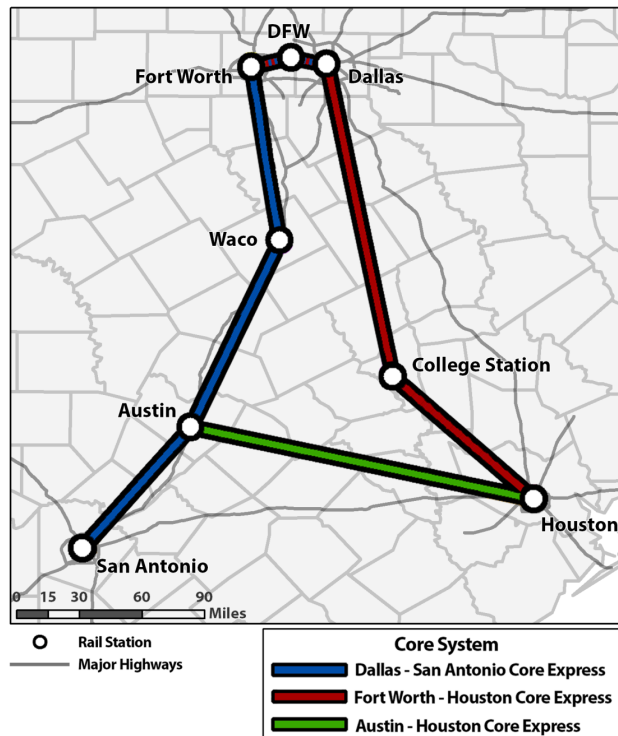 DFW
Fort Worth
Dallas
Waco
College Station
Austin
Houston
San Antonio
0 15 30 60 90
Miles
Rail Station
Major Highways
Core System
Dallas - San Antonio Core Express
Fort Worth - Houston Core Express
Austin - Houston Core Express